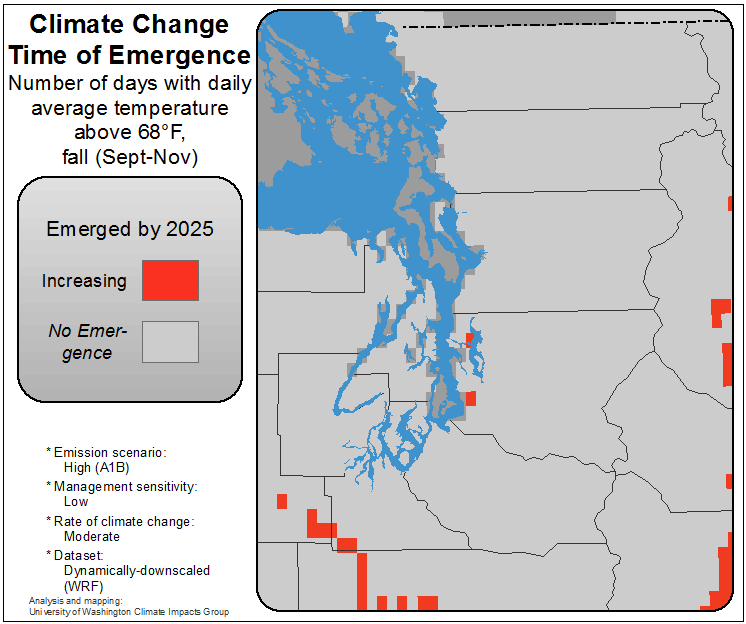 Climate Change
Time of Emergence
Number of days with daily
average temperature
above 68°F,
fall (Sept-Nov)
Emerged by 2025
Increasing
No Emer-
gence
* Emission scenario:
High (A1B)
* Management sensitivity:
Low
* Rate of climate change:
Moderate
* Dataset:
Dynamically-downscaled
(WRF)
Analysis and mapping:
University of Washington Climate Impacts Group